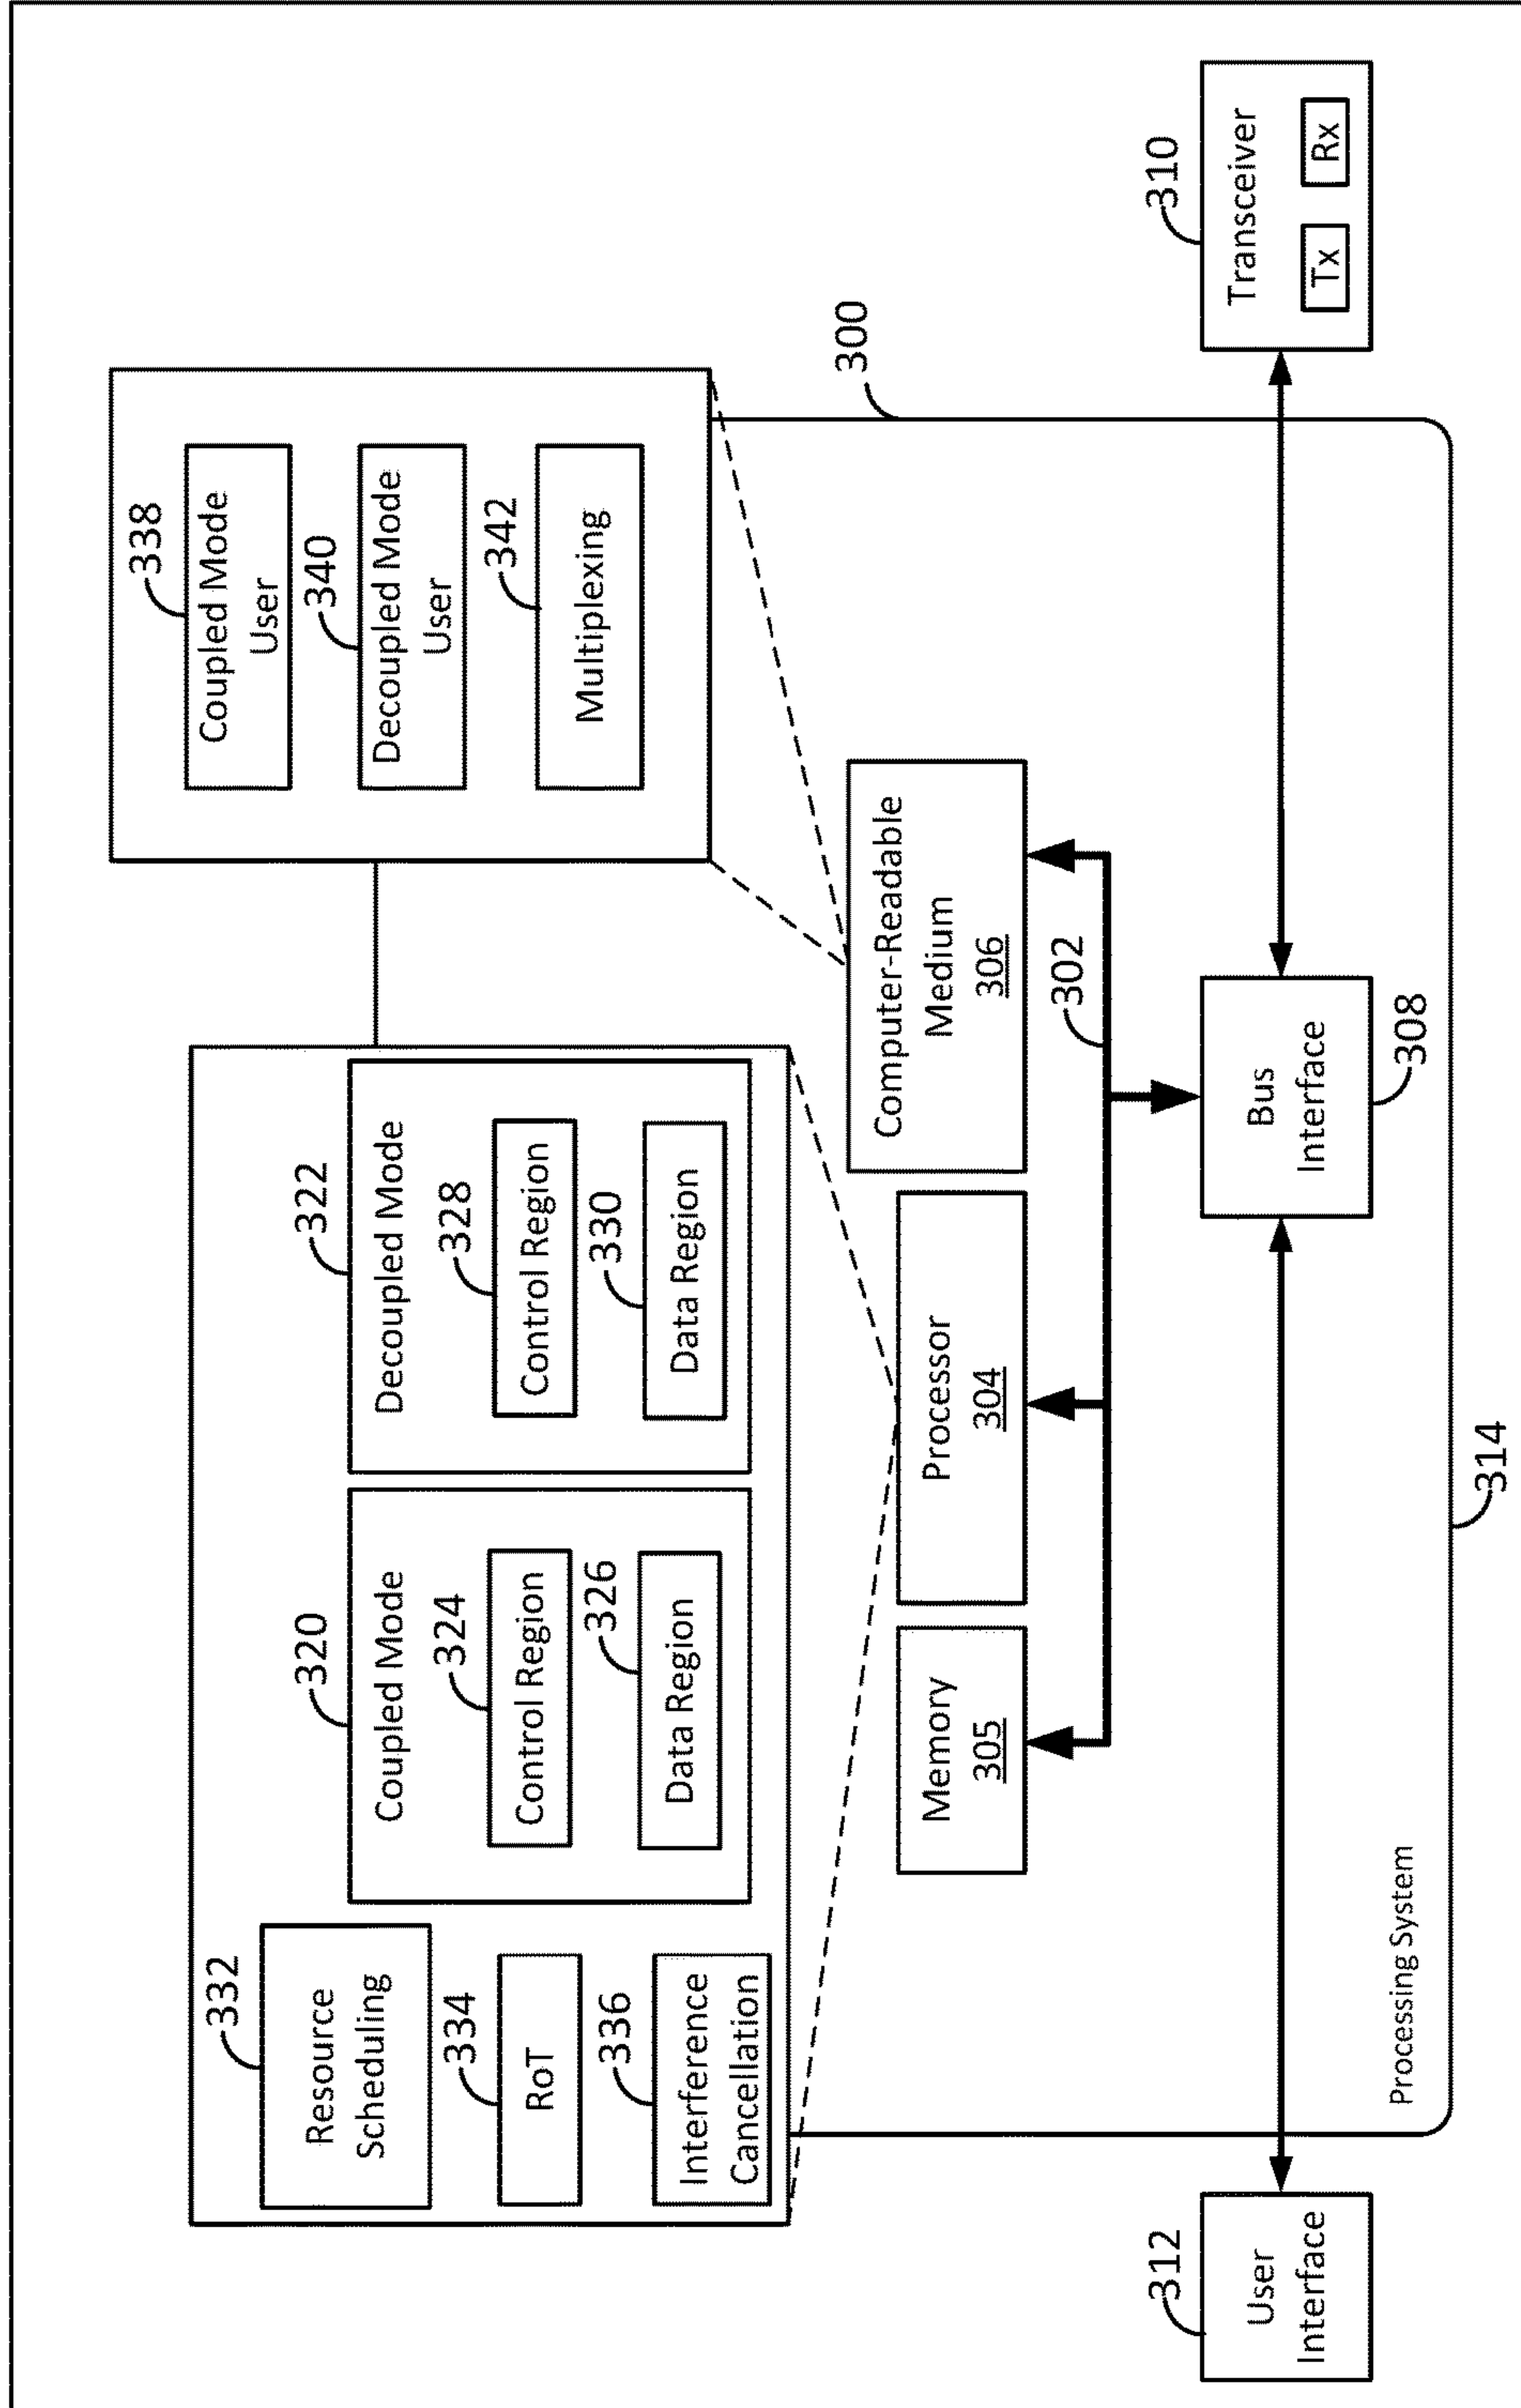 332
Resource
Scheduling
334
RoT
336
Interference
Cancellation
320
Coupled Mode
324
Control Region
326
Data Region
322
Decoupled Mode
328
Control Region
330
Data Region
338
Coupled Mode
User
340
Decoupled Mode
User
342
Multiplexing
300
Memory
305
Processor
304
Computer-Readable
Medium
306
302
312
User
Interface
Bus
Interface
308
310
Transceiver
Tx
Rx
Processing System
314